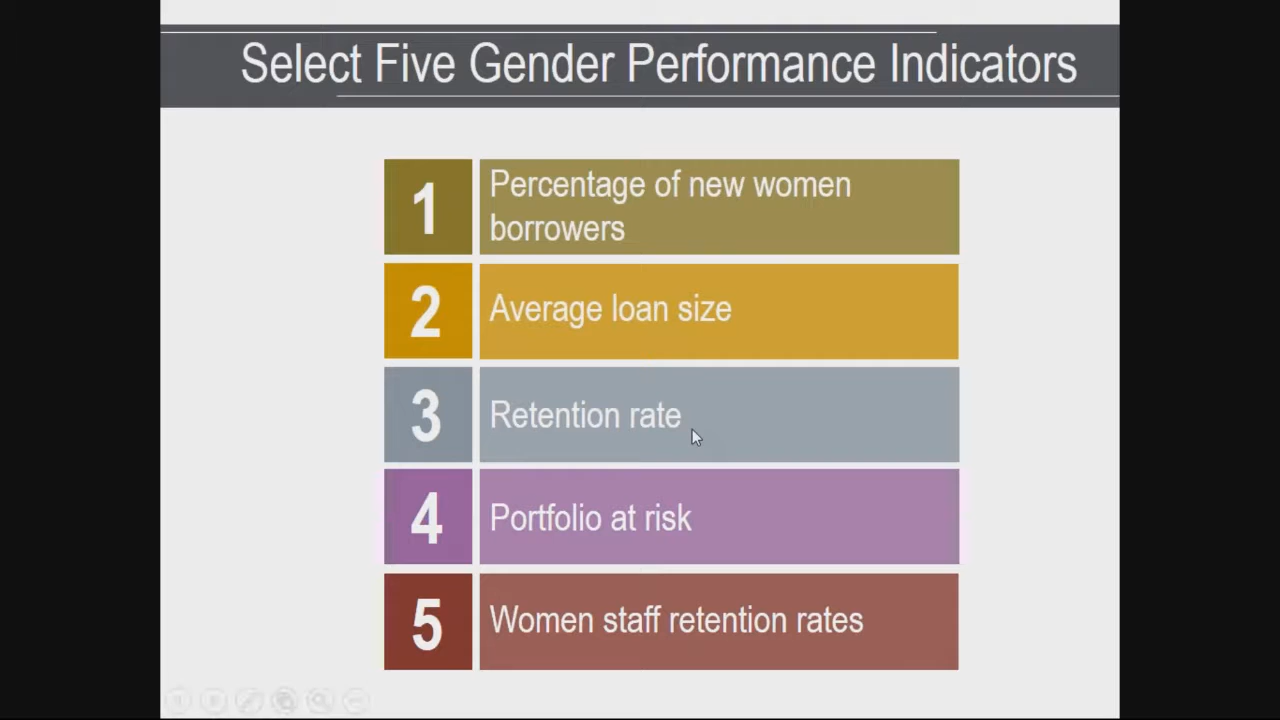 Select Five Gender Performance Indicators
1
Percentage of new women
borrowers
2
Average loan size
3
Retention rate
4
Portfolio at risk
5
Women staff retention rates